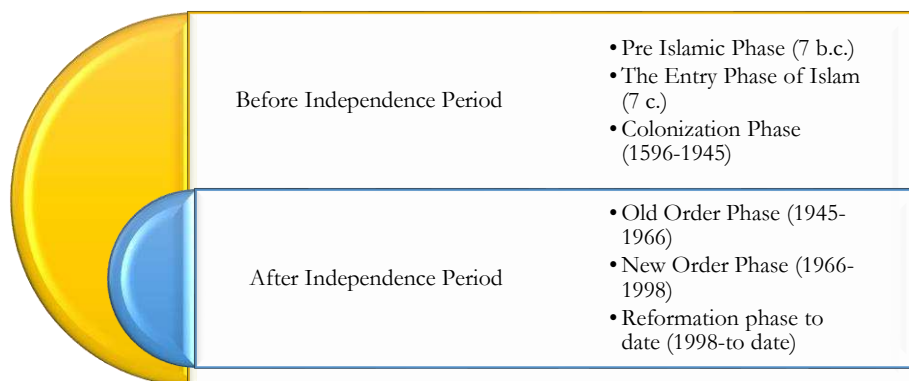 Before Independence Period
• Pre Islamic Phase (7 b.c.)
• The Entry Phase of Islam
(7 c.)
• Colonization Phase
(1596-1945)
After Independence Period
• Old Order Phase (1945-
1966)
• New Order Phase (1966-
1998)
• Reformation phase to
date (1998-to date)